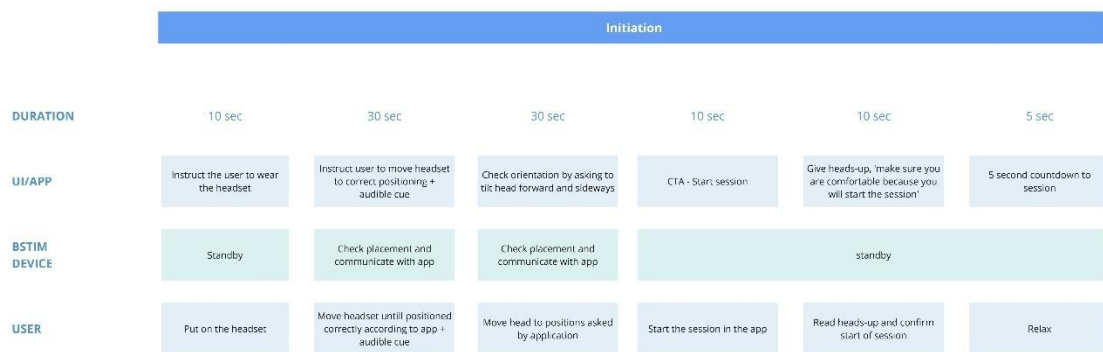 Initiation
DURATION
10 sec
30 sec
30 sec
10 sec
10 sec
5 sec
UI/APP
Instruct the user to wear
the headset
Instruct user to move headset
to correct positioning +
audible cue
Check orientation by asking to
tilt head forward and sideways
CTA - Start session
Give heads-up, 'make sure you
are comfortable because you
will start the session'
5 second countdown to
session
BSTIM
DEVICE
Standby
Check placement and
communicate with app
Check placement and
communicate with app
standby
USER
Put on the headset
Move headset untill positioned
correctly according to app +
audible cue
Move head to positions asked
by application
Start the session in the app
Read heads-up and confirm
start of session
Relax